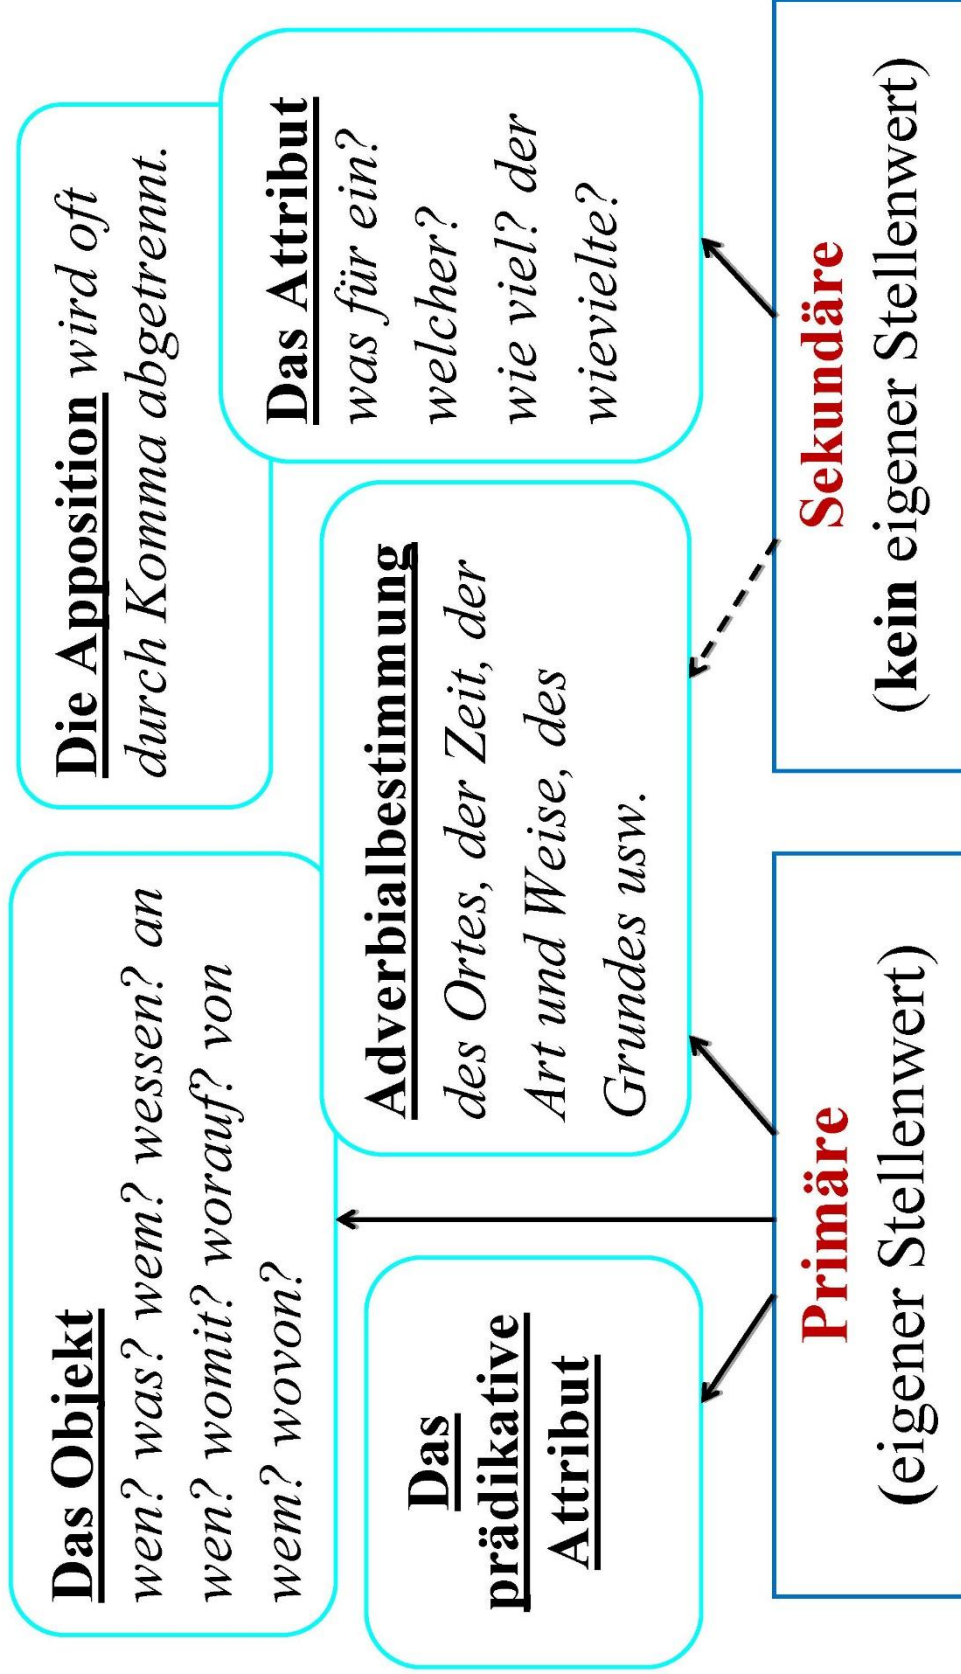 Das Objekt
wen? was? wem? wessen? an
wen? womit? worauf? von
wem? wovon?
Die Apposition wird oft
durch Komma abgetrennt.
Das
prädikative
Attribut
Adverbialbestimmung
des Ortes, der Zeit, der
Art und Weise, des
Grundes usw.
Das Attribut
was für ein?
welcher?
wie viel? der
wievielte?
Primäre
(eigener Stellenwert)
Sekundäre
(kein eigener Stellenwert)